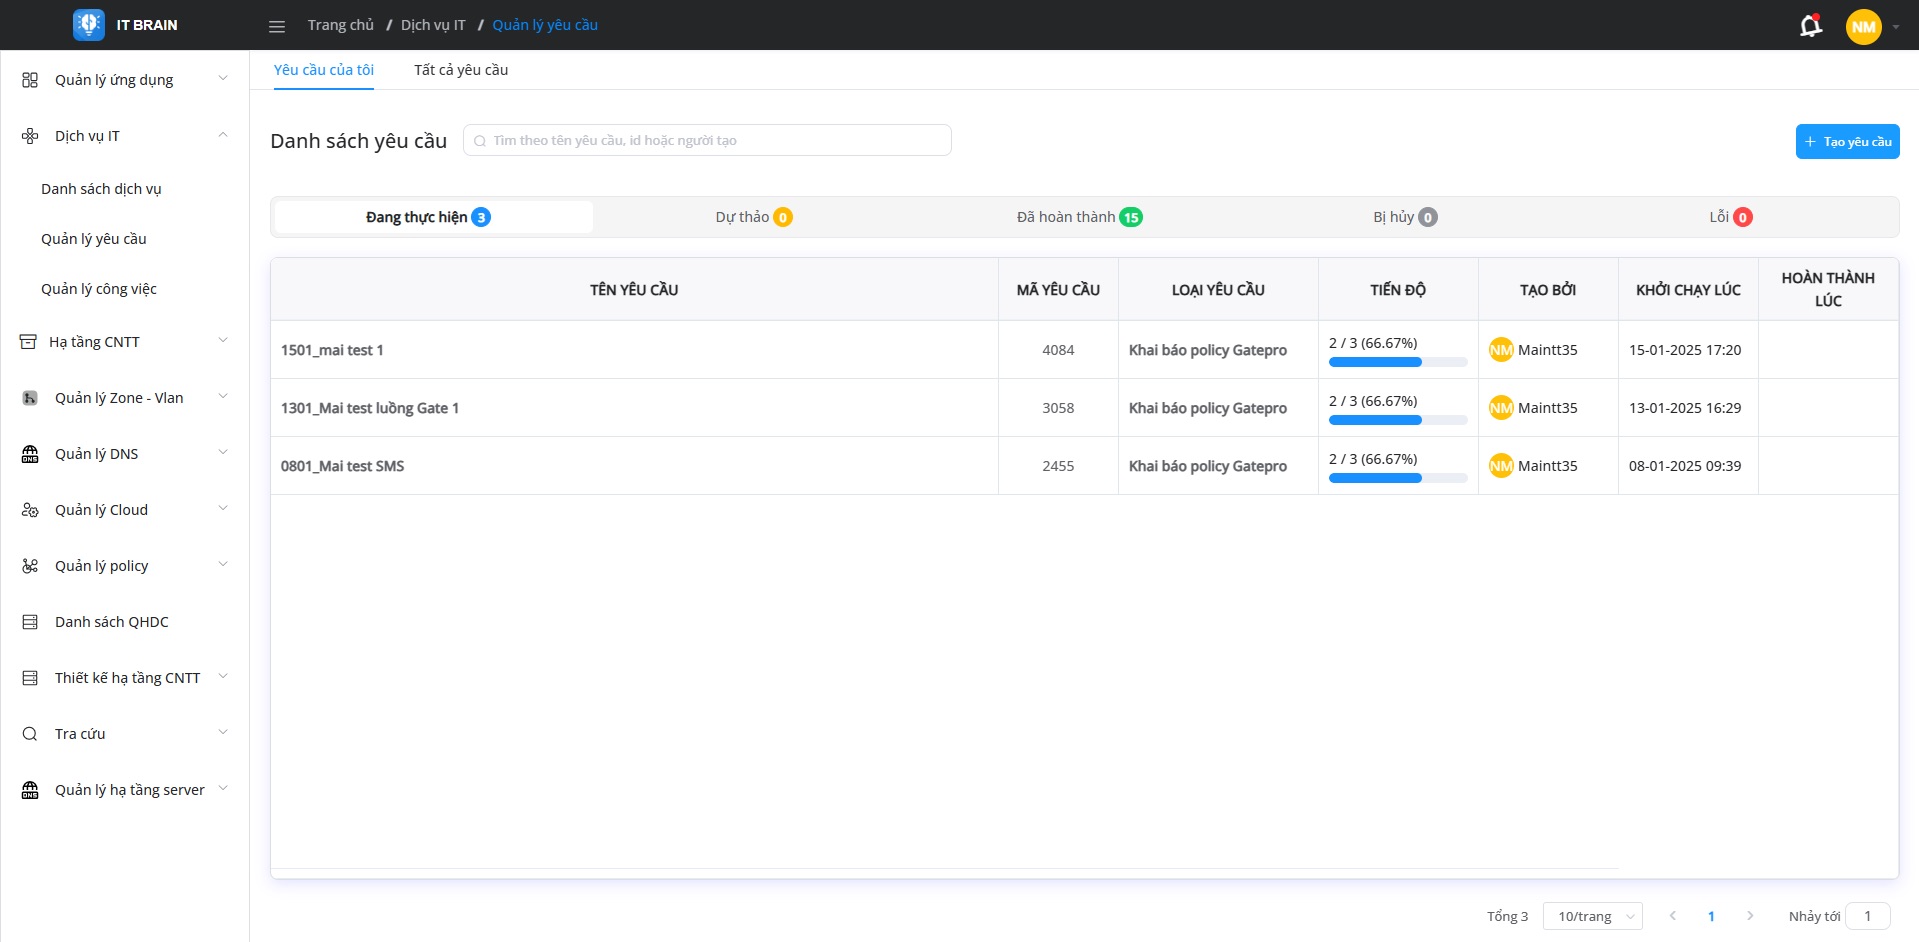 IT BRAIN
Trang chủ / Dịch vụ IT / Quản lý yêu cầu
NM
Quản lý ứng dụng
Dịch vụ IT
Danh sách dịch vụ
Quản lý yêu cầu
Quản lý công việc
Hạ tầng CNTT
Quản lý Zone - Vlan
Quản lý DNS
Quản lý Cloud
Quản lý policy
Danh sách QHDC
Thiết kế hạ tầng CNTT
Tra cứu
Quản lý hạ tầng server
Yêu cầu của tôi Tất cả yêu cầu
Danh sách yêu cầu Tìm theo tên yêu cầu, id hoặc người tạo + Tạo yêu cầu
Đang thực hiện 3 Dự thảo 0 Đã hoàn thành 15 Bị hủy 0 Lỗi 0
TÊN YÊU CẦU MÃ YÊU CẦU LOẠI YÊU CẦU TIẾN ĐỘ TẠO BỞI KHỞI CHẠY LÚC HOÀN THÀNH LÚC
1501_mai test 1 4084 Khai báo policy Gatepro 2 / 3 (66.67%) NM Maintt35 15-01-2025 17:20
1301_Mai test luồng Gate 1 3058 Khai báo policy Gatepro 2 / 3 (66.67%) NM Maintt35 13-01-2025 16:29
0801_Mai test SMS 2455 Khai báo policy Gatepro 2 / 3 (66.67%) NM Maintt35 08-01-2025 09:39
Tổng 3 10/trang 1 Nhảy tới 1